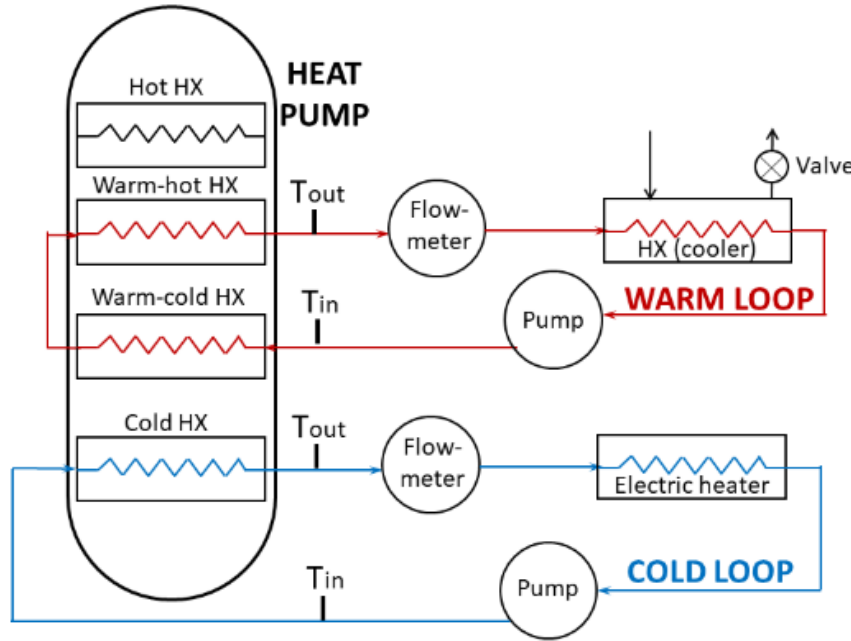 Hot HX
HEAT
PUMP
Warm-hot HX
Tout
Flow-
meter
Valve
HX (cooler)
WARM LOOP
Warm-cold HX
Tin
Pump
Cold HX
Tout
Flow-
meter
Electric heater
COLD LOOP
Tin
Pump